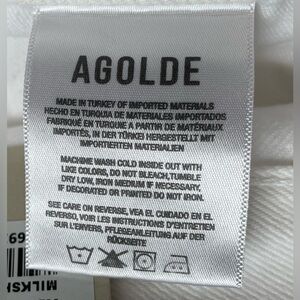 AGOLDE
MADE IN TURKEY OF IMPORTED MATERIALS
HECHO EN TURQUIA DE MATERIALES IMPORTADOS
FABRIQUÉ EN TURQUIE A PARTIR DE MATÉRIAUX
IMPORTÉS, IN DER TÜRKEI HERGESTELLT MIT
IMPORTIERTEN MATERIALIEN
MACHINE WASH COLD INSIDE OUT WITH
LIKE COLORS, DO NOT BLEACH,TUMBLE
DRY LOW, IRON MEDIUM IF NECESSARY,
IF DECORATED OR PRINTED DO NOT IRON.
SEE CARE ON REVERSE, VEA EL CUIDADO EN EL
REVERSO, VOIR LES INSTRUCTIONS D'ENTRETIEN
SUR L'ENVERS, PFLEGEANLEITUNG AUF DER
RÜCKSEITE
MILKSH